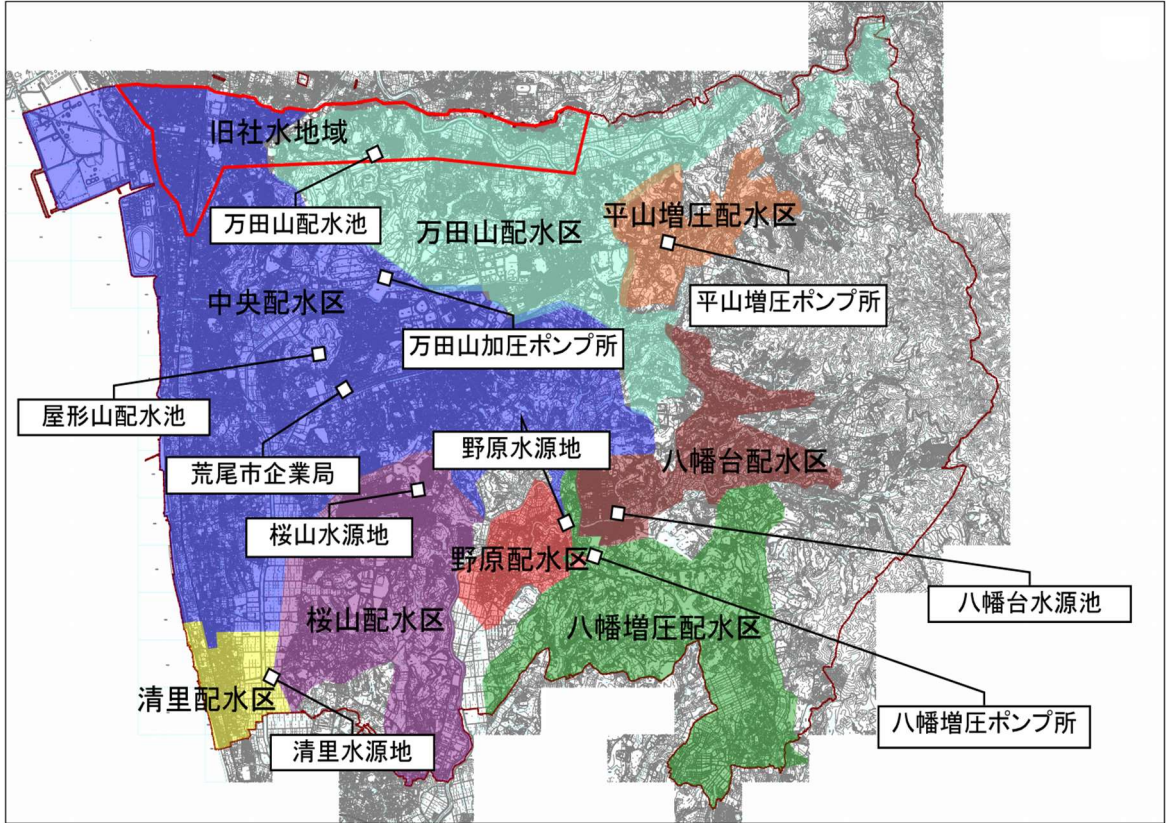 旧社水地域
万田山配水池
万田山配水区
平山増圧配水区
平山増圧ポンプ所
中央配水区
万田山加圧ポンプ所
屋形山配水池
荒尾市企業局
野原水源地
八幡台配水区
桜山水源地
野原配水区
八幡台水源池
桜山配水区
八幡増圧配水区
清里配水区
八幡増圧ポンプ所
清里水源地